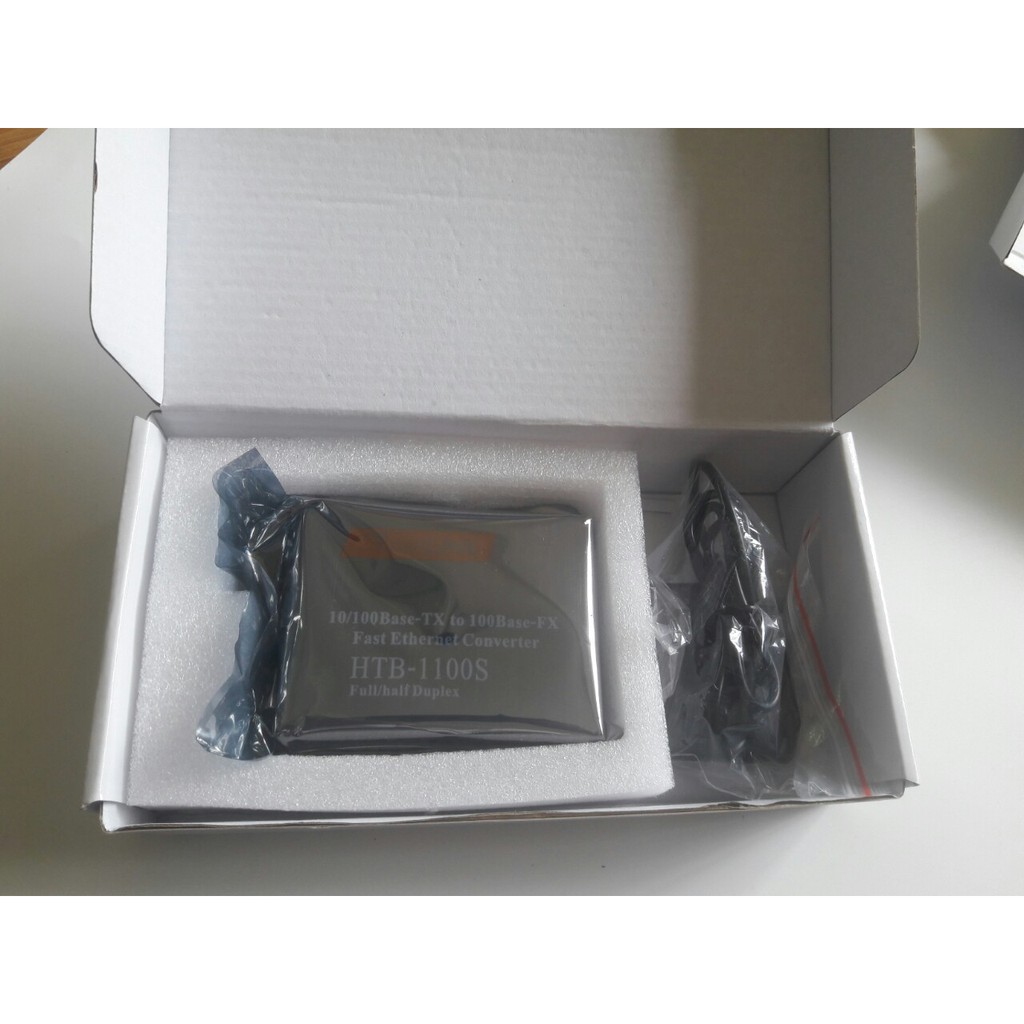 10/100Base-TX to 100Base-FX
Fast Ethernet Converter
HTB-1100S
Full/half Duplex